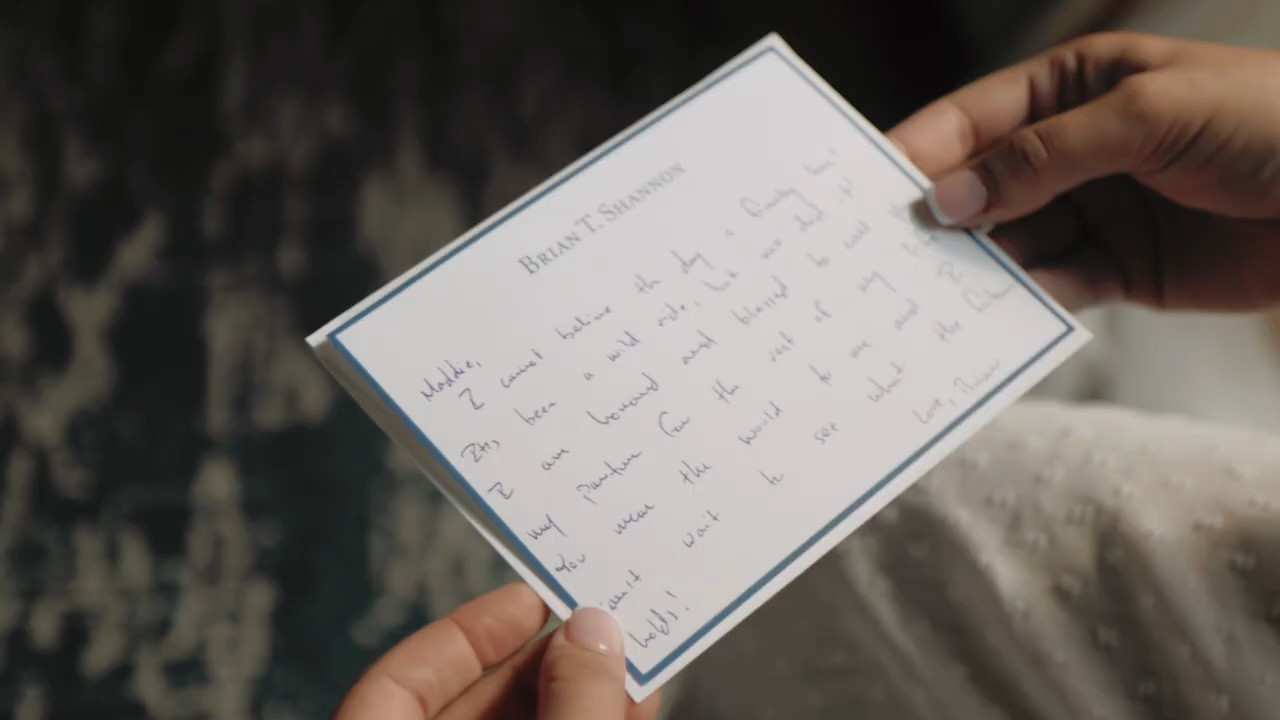 BRIAN T. SHANNON
Maddie,
I cannot believe the day is finally here!
It's been a wild ride, but we did it!
I am honored and blessed to call you
my partner for the rest of my life.
You mean the world to me and I
can't wait to see what the future
holds!
Love, Brian